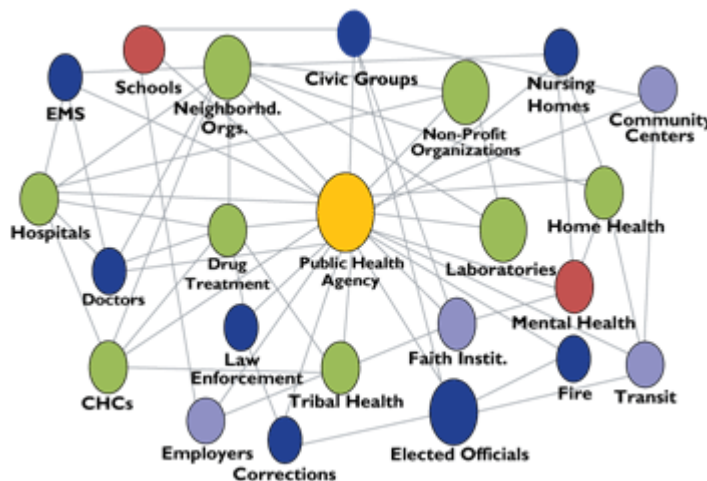 Schools
Civic Groups
EMS
Neighborhd.
Orgs.
Nursing
Homes
Non-Profit
Organizations
Community
Centers
Hospitals
Drug
Treatment
Public Health
Agency
Laboratories
Home Health
Doctors
Law
Enforcement
Faith Instit.
Mental Health
CHCs
Tribal Health
Fire
Transit
Employers
Corrections
Elected Officials